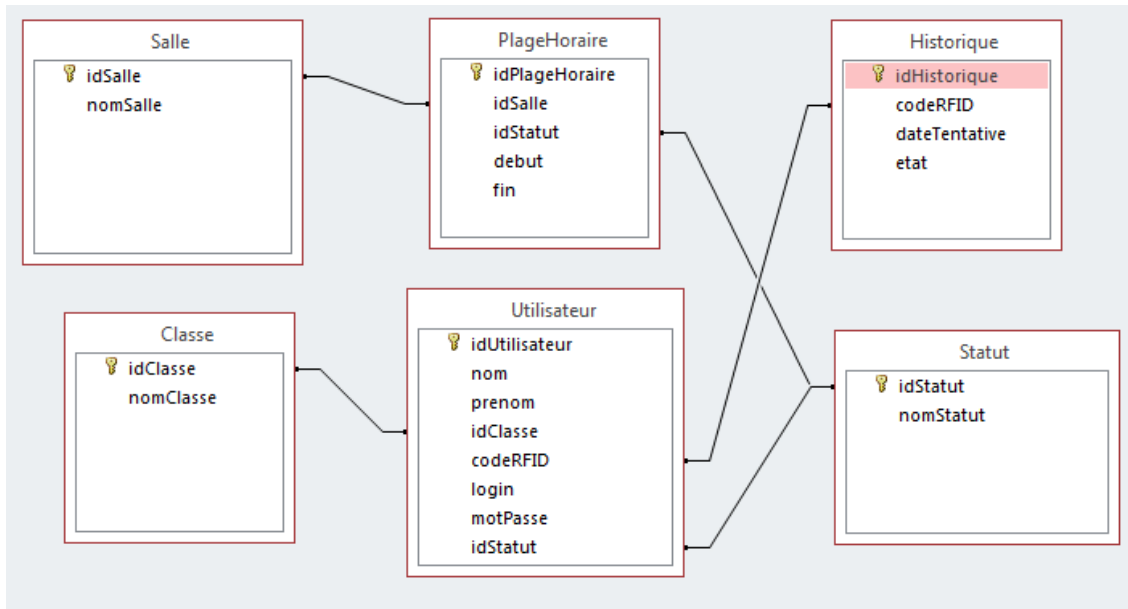 Salle
idSalle
nomSalle
PlageHoraire
idPlageHoraire
idSalle
idStatut
debut
fin
Historique
idHistorique
codeRFID
dateTentative
etat
Classe
idClasse
nomClasse
Utilisateur
idUtilisateur
nom
prenom
idClasse
codeRFID
login
motPasse
idStatut
Statut
idStatut
nomStatut